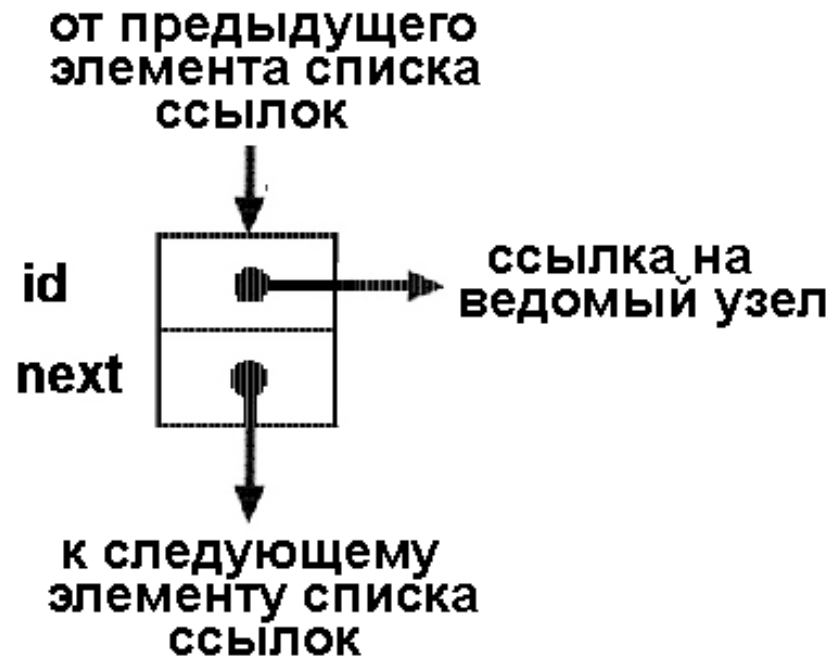 от предыдущего
элемента списка
ссылок
id
ссылка на
ведомый узел
next
к следующему
элементу списка
ссылок